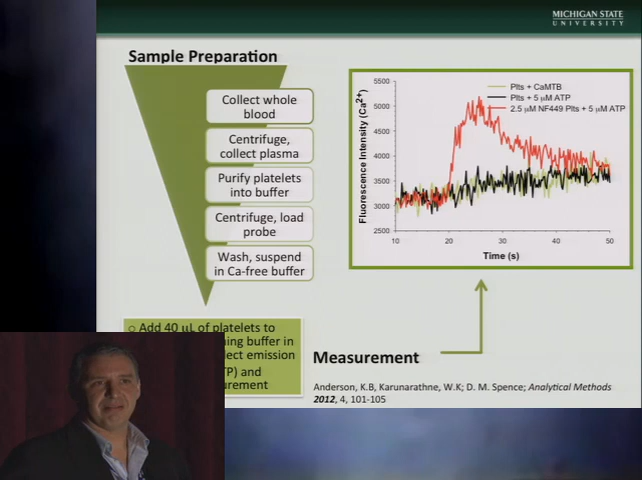 MICHIGAN STATE
UNIVERSITY
Sample Preparation
Collect whole
blood
Centrifuge,
collect plasma
Purify platelets
into buffer
Centrifuge, load
probe
Wash, suspend
in Ca-free buffer
Add 40 µL of platelets to
buffer in
emission
and
Fluorescence Intensity (Ca2+)
5500
5000
4500
4000
3500
3000
2500
10
20
30
40
50
Time (s)
Plts + CaMTB
Plts + 5 µM ATP
2.5 µM NF449 Plts + 5 µM ATP
Measurement
Anderson, K.B, Karunarathne, W.K; D. M. Spence; Analytical Methods
2012, 4, 101-105